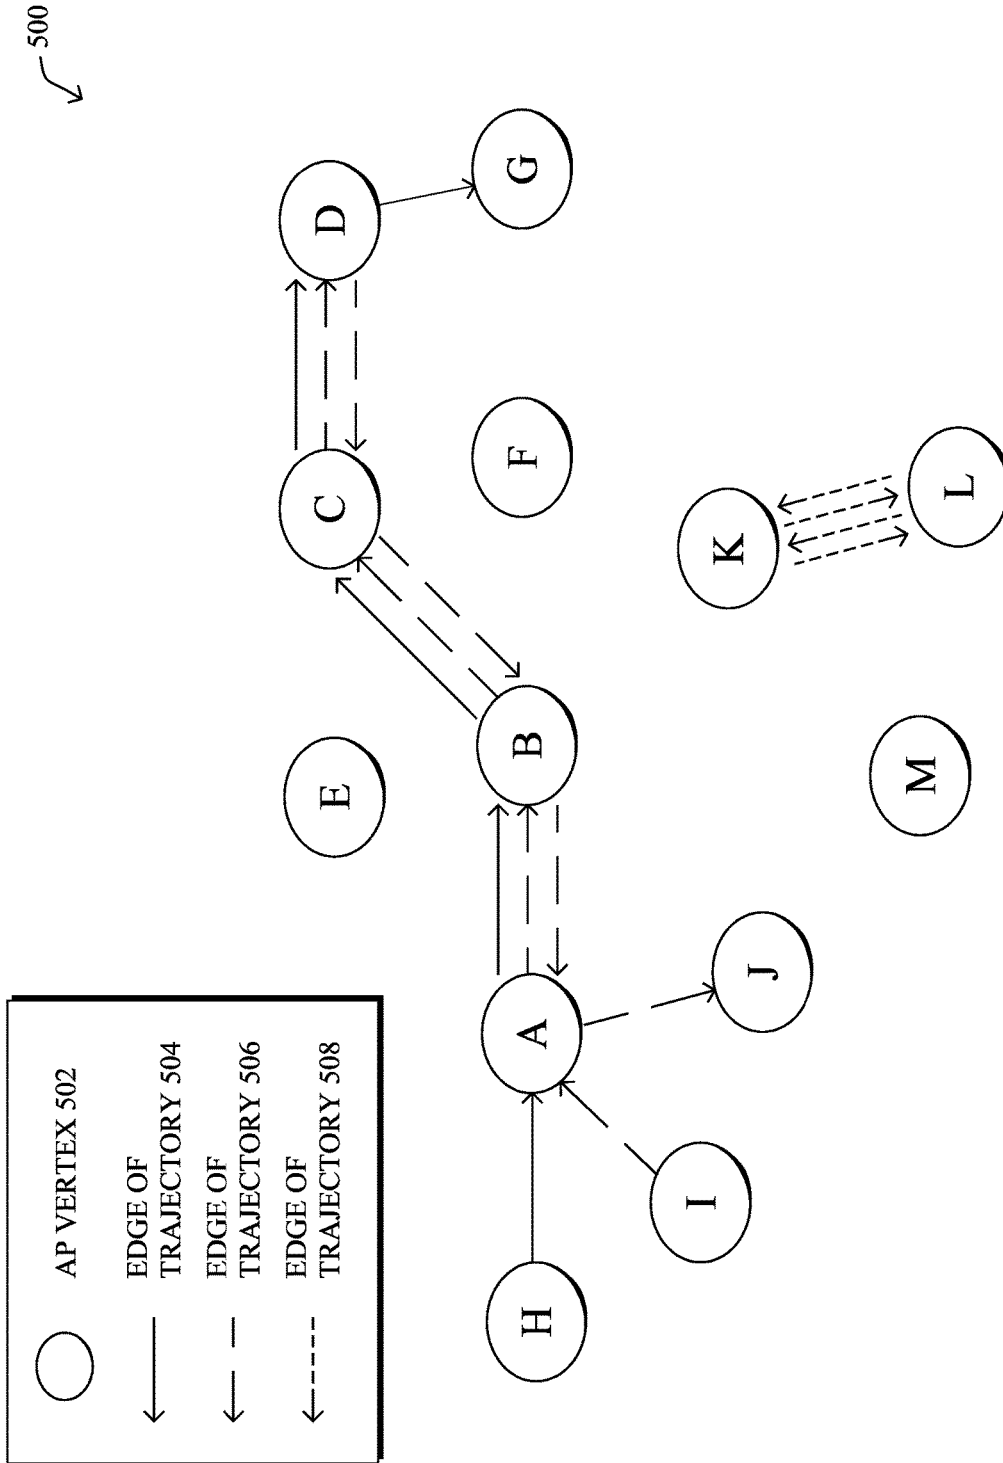 500
AP VERTEX 502
EDGE OF
TRAJECTORY 504
EDGE OF
TRAJECTORY 506
EDGE OF
TRAJECTORY 508
E
C
D
H
A
B
F
G
I
J
K
M
L